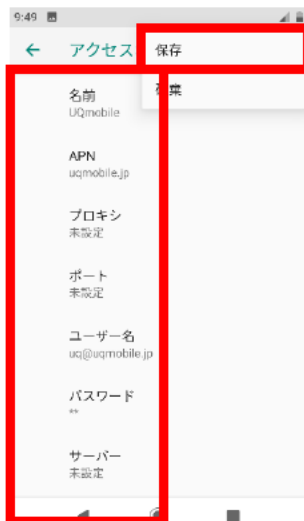 9:49
アクセス
保存
破棄
名前
UQmobile
APN
uqmobile.jp
プロキシ
未設定
ポート
未設定
ユーザー名
uq@uqmobile.jp
パスワード
**
サーバー
未設定